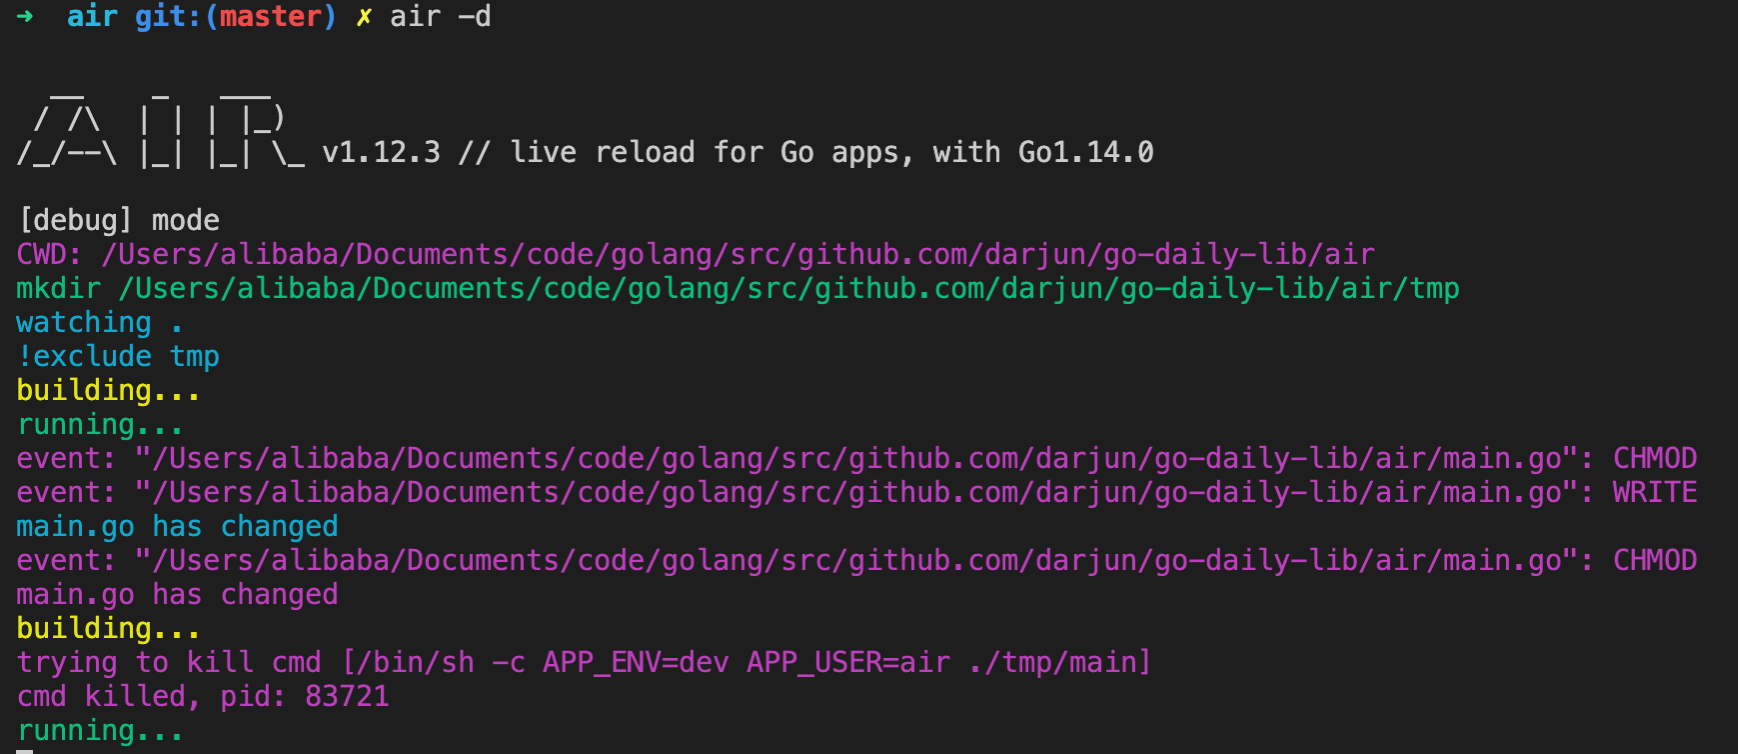 ➜  air git:(master) ✗ air -d
  __    _   ___
 / /\  | | | |_)
/_/--\ |_| |_| \_ v1.12.3 // live reload for Go apps, with Go1.14.0
[debug] mode
CWD: /Users/alibaba/Documents/code/golang/src/github.com/darjun/go-daily-lib/air
mkdir /Users/alibaba/Documents/code/golang/src/github.com/darjun/go-daily-lib/air/tmp
watching .
!exclude tmp
building...
running...
event: "/Users/alibaba/Documents/code/golang/src/github.com/darjun/go-daily-lib/air/main.go": CHMOD
event: "/Users/alibaba/Documents/code/golang/src/github.com/darjun/go-daily-lib/air/main.go": WRITE
main.go has changed
event: "/Users/alibaba/Documents/code/golang/src/github.com/darjun/go-daily-lib/air/main.go": CHMOD
main.go has changed
building...
trying to kill cmd [/bin/sh -c APP_ENV=dev APP_USER=air ./tmp/main]
cmd killed, pid: 83721
running...